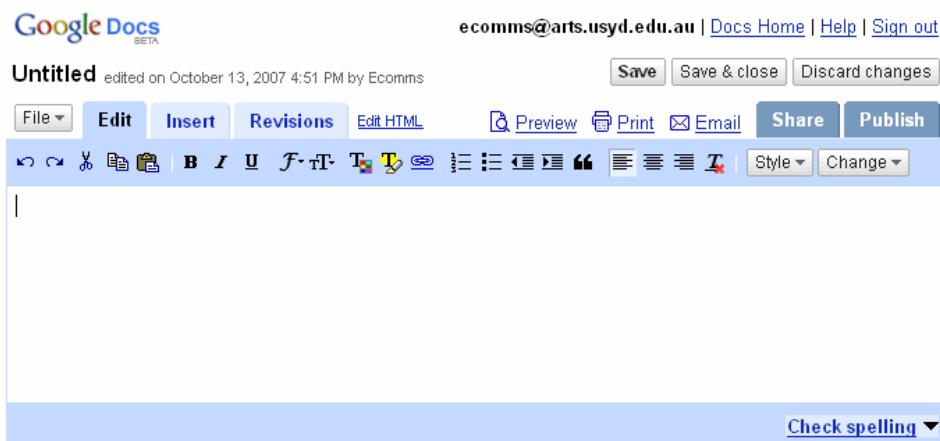 Google Docs ecomms@arts.usyd.edu.au | Docs Home | Help | Sign out
BETA
Untitled edited on October 13, 2007 4:51 PM by Ecomms Save Save & close Discard changes
File Edit Insert Revisions Edit HTML Preview Print Email Share Publish
B I U F T T T Style Change
Check spelling